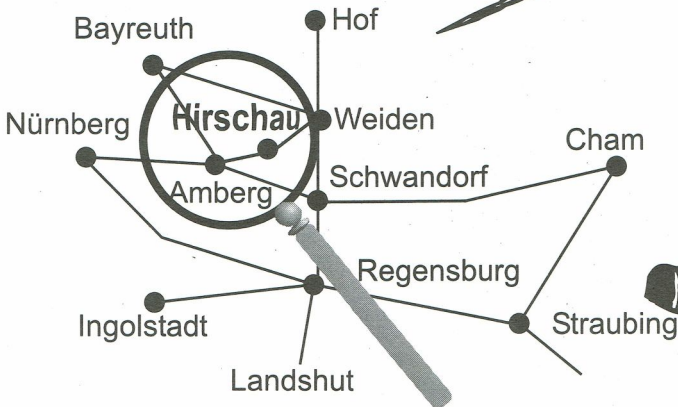 Hof
Bayreuth
Hirschau
Weiden
Nürnberg
Cham
Schwandorf
Amberg
Regensburg
Ingolstadt
Straubing
Landshut